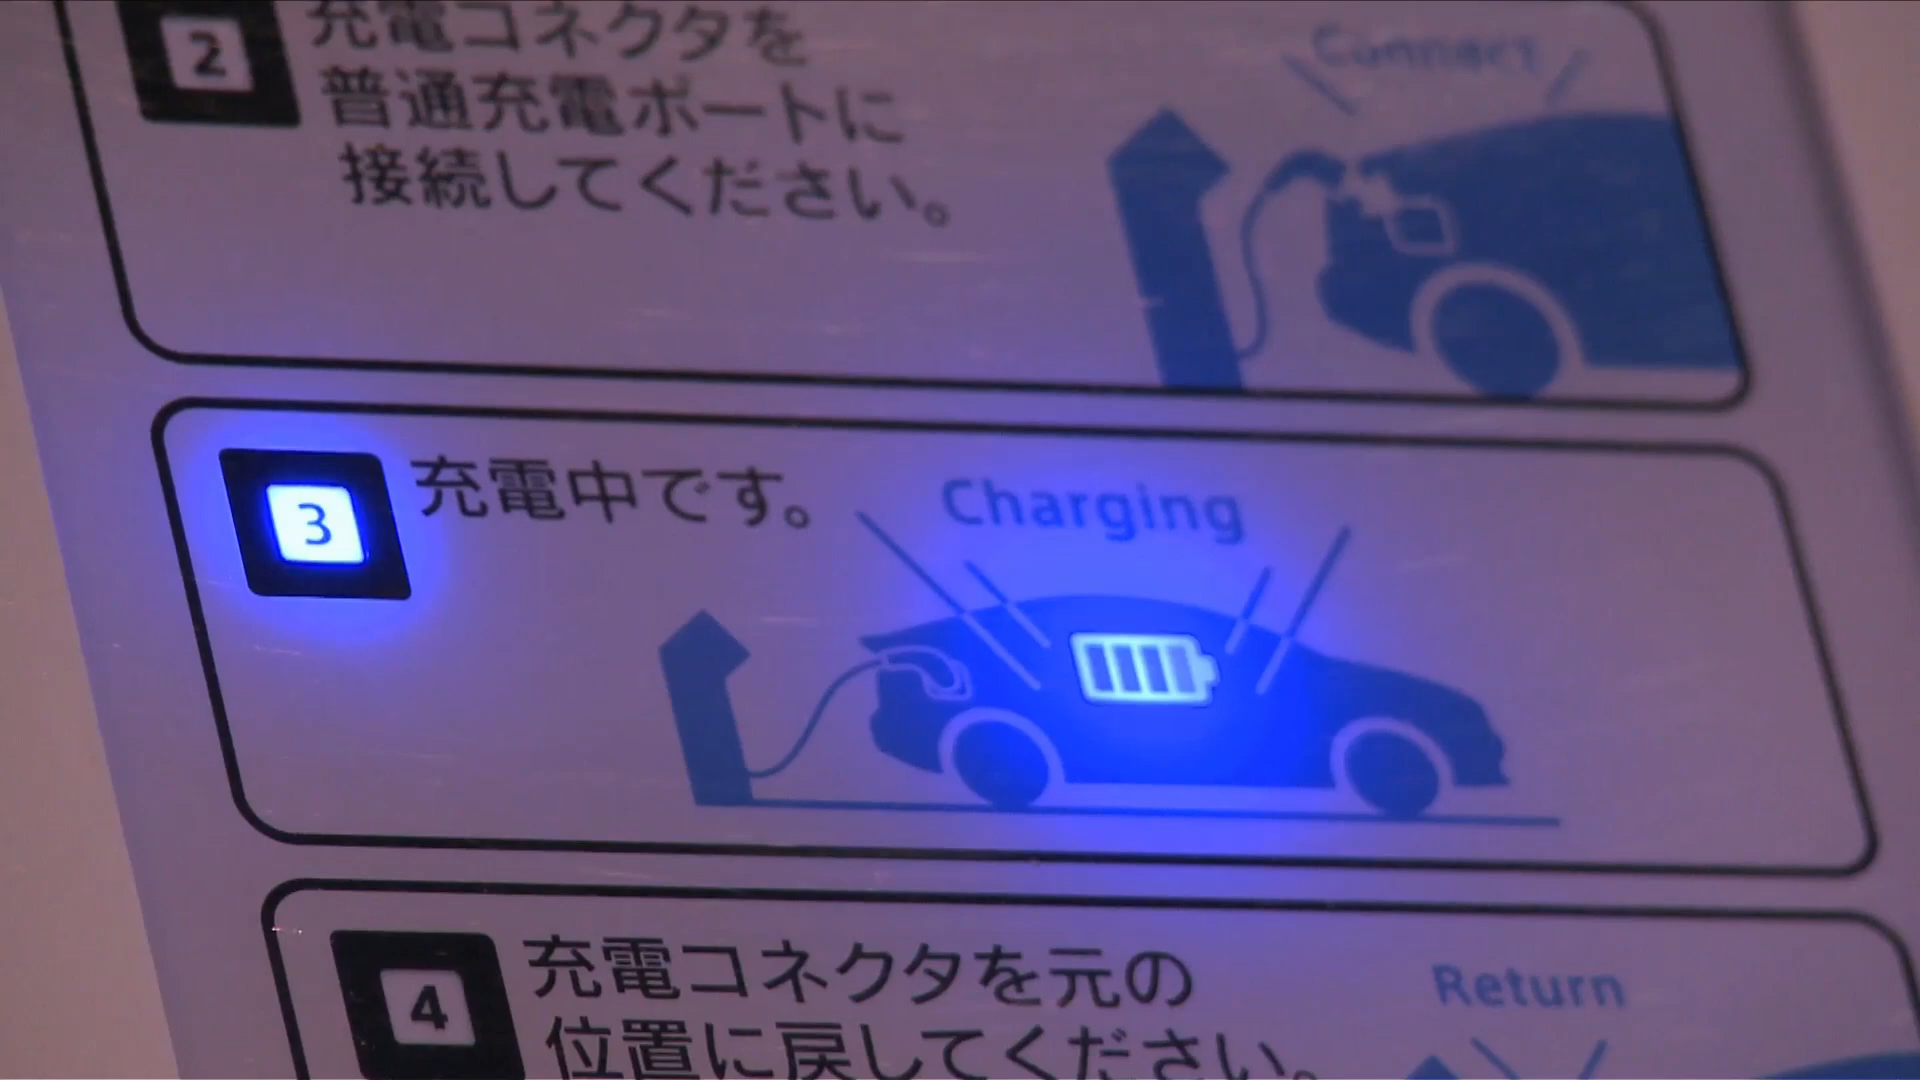 2
充電コネクタを
普通充電ポートに
接続してください。
Connect
3
充電中です。
Charging
4
充電コネクタを元の
位置に戻してください。
Return